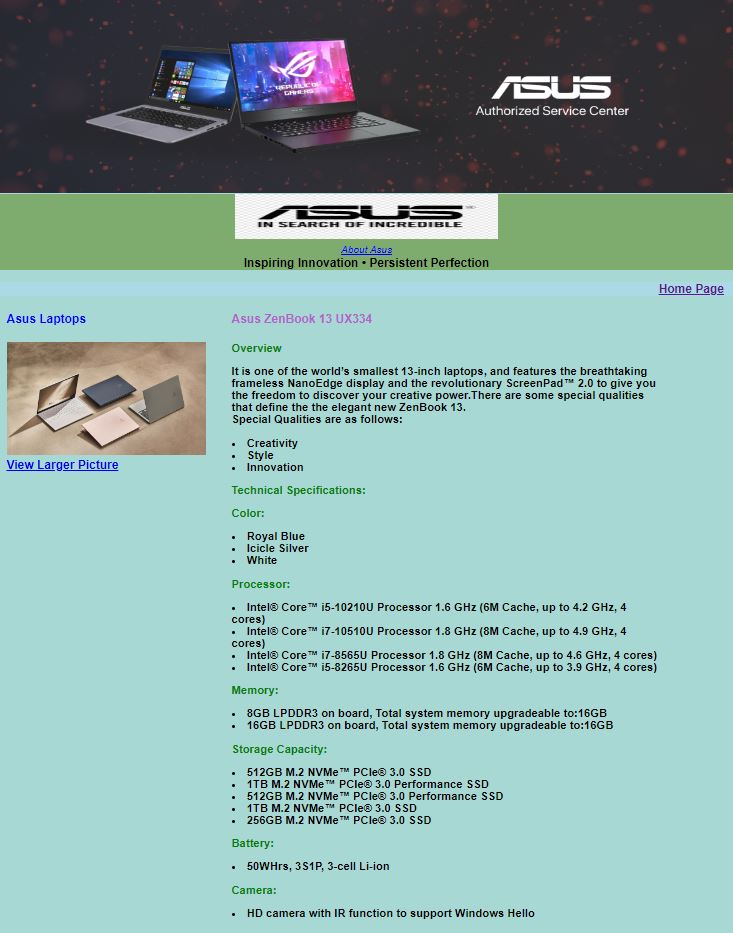 REPUBLIC OF
GAMERS
ASUS
Authorized Service Center
ASUS
IN SEARCH OF INCREDIBLE
About Asus
Inspiring Innovation • Persistent Perfection
Home Page
Asus Laptops
View Larger Picture
Asus ZenBook 13 UX334
Overview
It is one of the world's smallest 13-inch laptops, and features the breathtaking
frameless NanoEdge display and the revolutionary ScreenPad™ 2.0 to give you
the freedom to discover your creative power.There are some special qualities
that define the the elegant new ZenBook 13.
Special Qualities are as follows:
• Creativity
• Style
• Innovation
Technical Specifications:
Color:
• Royal Blue
• Icicle Silver
• White
Processor:
• Intel® Core™ i5-10210U Processor 1.6 GHz (6M Cache, up to 4.2 GHz, 4
cores)
• Intel® Core™ i7-10510U Processor 1.8 GHz (8M Cache, up to 4.9 GHz, 4
cores)
• Intel® Core™ i7-8565U Processor 1.8 GHz (8M Cache, up to 4.6 GHz, 4 cores)
• Intel® Core™ i5-8265U Processor 1.6 GHz (6M Cache, up to 3.9 GHz, 4 cores)
Memory:
• 8GB LPDDR3 on board, Total system memory upgradeable to:16GB
• 16GB LPDDR3 on board, Total system memory upgradeable to:16GB
Storage Capacity:
• 512GB M.2 NVMe™ PCIe® 3.0 SSD
• 1TB M.2 NVMe™ PCIe® 3.0 Performance SSD
• 512GB M.2 NVMe™ PCIe® 3.0 Performance SSD
• 1TB M.2 NVMe™ PCIe® 3.0 SSD
• 256GB M.2 NVMe™ PCIe® 3.0 SSD
Battery:
• 50WHrs, 3S1P, 3-cell Li-ion
Camera:
• HD camera with IR function to support Windows Hello